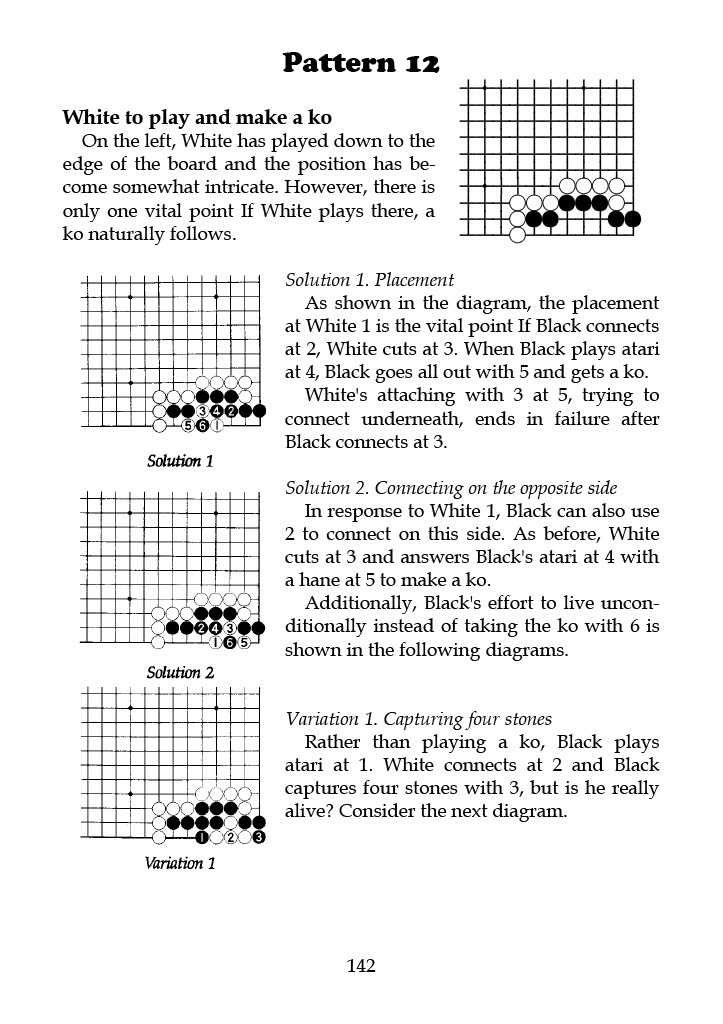 Pattern 12
White to play and make a ko
On the left, White has played down to the
edge of the board and the position has be-
come somewhat intricate. However, there is
only one vital point If White plays there, a
ko naturally follows.
Solution 1. Placement
As shown in the diagram, the placement
at White 1 is the vital point If Black connects
at 2, White cuts at 3. When Black plays atari
at 4, Black goes all out with 5 and gets a ko.
White's attaching with 3 at 5, trying to
connect underneath, ends in failure after
Black connects at 3.
3 4 2
5 6 1
Solution 1
Solution 2. Connecting on the opposite side
In response to White 1, Black can also use
2 to connect on this side. As before, White
cuts at 3 and answers Black's atari at 4 with
a hane at 5 to make a ko.
Additionally, Black's effort to live uncon-
ditionally instead of taking the ko with 6 is
shown in the following diagrams.
2 4 3
1 6 5
Solution 2
Variation 1. Capturing four stones
Rather than playing a ko, Black plays
atari at 1. White connects at 2 and Black
captures four stones with 3, but is he really
alive? Consider the next diagram.
1 2 3
Variation 1
142